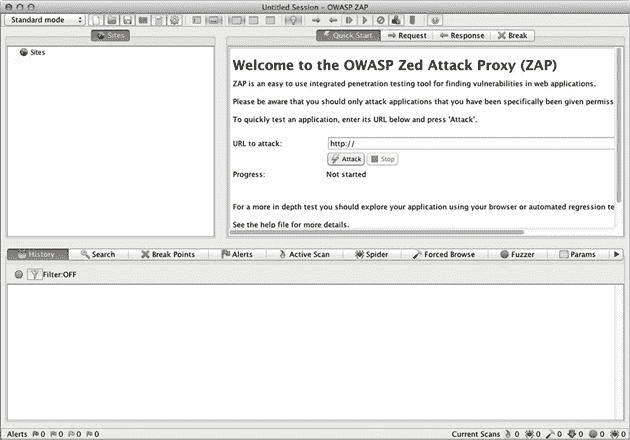 Untitled Session - OWASP ZAP
Standard mode
Sites
Quick Start
Request
Response
Break
Sites
Welcome to the OWASP Zed Attack Proxy (ZAP)
ZAP is an easy to use integrated penetration testing tool for finding vulnerabilities in web applications.
Please be aware that you should only attack applications that you have been specifically been given permiss
To quickly test an application, enter its URL below and press 'Attack'.
URL to attack:
http://
Attack
Stop
Progress:
Not started
For a more in depth test you should explore your application using your browser or automated regression te
See the help file for more details.
History
Search
Break Points
Alerts
Active Scan
Spider
Forced Browse
Fuzzer
Params
Filter:OFF
Alerts 0 0 0 0
Current Scans 0 0 0 0 0 0